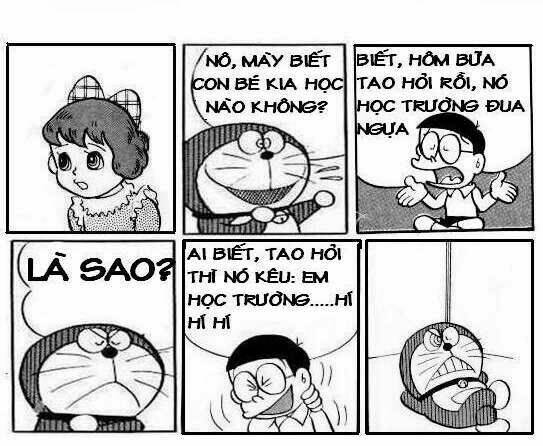 NÔ, MÀY BIẾT
CON BÉ KIA HỌC
NÀO KHÔNG?
BIẾT, HÔM BỮA
TAO HỎI RỒI, NÓ
HỌC TRƯỜNG ĐUA
NGỰA
LÀ SAO?
AI BIẾT, TAO HỎI
THÌ NÓ KÊU: EM
HỌC TRƯỜNG.....HÍ
HÍ HÍ